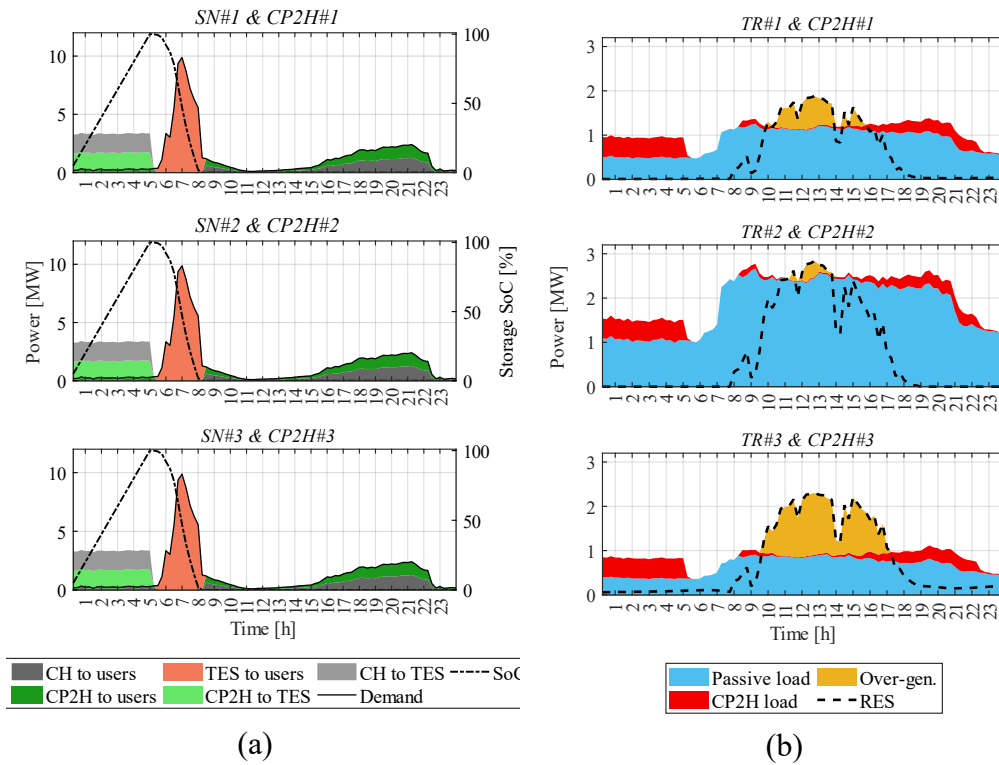 SN#1 & CP2H#1
10
5
0
100
50
0
1 2 3 4 5 6 7 8 9 10 11 12 13 14 15 16 17 18 19 20 21 22 23
SN#2 & CP2H#2
Power [MW]
10
5
0
100
50
0
Storage SoC [%]
1 2 3 4 5 6 7 8 9 10 11 12 13 14 15 16 17 18 19 20 21 22 23
SN#3 & CP2H#3
10
5
0
100
50
0
1 2 3 4 5 6 7 8 9 10 11 12 13 14 15 16 17 18 19 20 21 22 23
Time [h]
CH to users TES to users CH to TES SoC
CP2H to users CP2H to TES Demand
(a)
TR#1 & CP2H#1
3
2
1
0
1 2 3 4 5 6 7 8 9 10 11 12 13 14 15 16 17 18 19 20 21 22 23
TR#2 & CP2H#2
Power [MW]
3
2
1
0
1 2 3 4 5 6 7 8 9 10 11 12 13 14 15 16 17 18 19 20 21 22 23
TR#3 & CP2H#3
3
2
1
0
1 2 3 4 5 6 7 8 9 10 11 12 13 14 15 16 17 18 19 20 21 22 23
Time [h]
Passive load Over-gen.
CP2H load RES
(b)